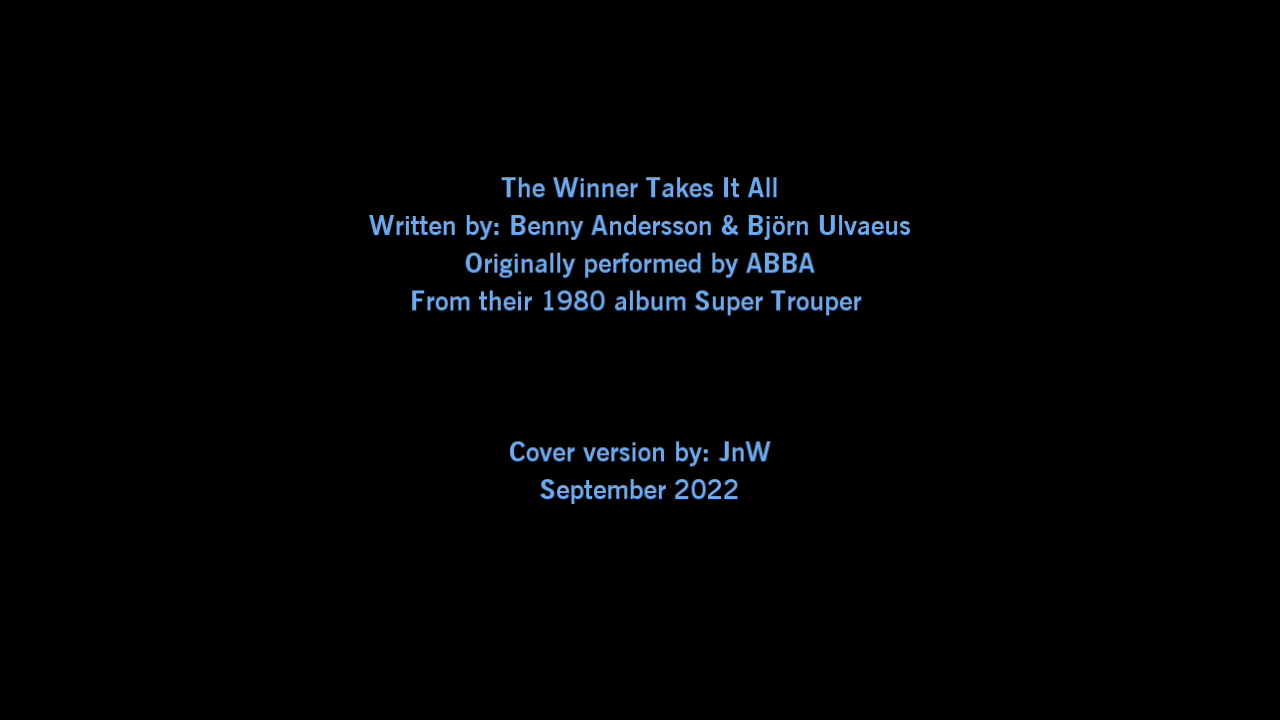 The Winner Takes It All
Written by: Benny Andersson & Björn Ulvaeus
Originally performed by ABBA
From their 1980 album Super Trouper
Cover version by: JnW
September 2022